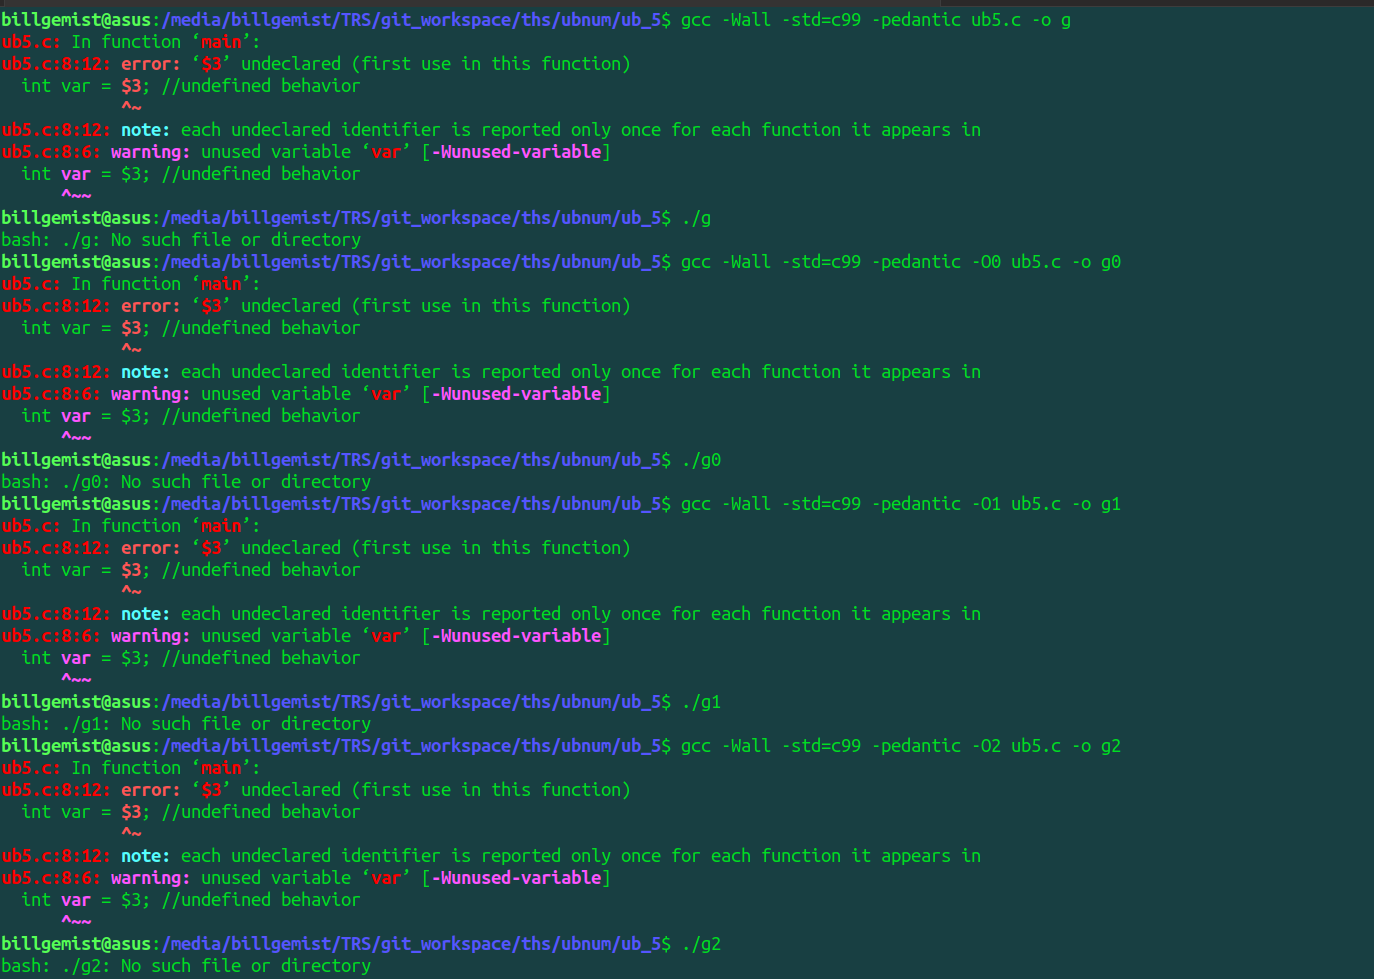 billgemist@asus:/media/billgemist/TRS/git_workspace/ths/ubnum/ub_5$ gcc -Wall -std=c99 -pedantic ub5.c -o g
ub5.c: In function ‘main’:
ub5.c:8:12: error: ‘$3’ undeclared (first use in this function)
  int var = $3; //undefined behavior
            ^~
ub5.c:8:12: note: each undeclared identifier is reported only once for each function it appears in
ub5.c:8:6: warning: unused variable ‘var’ [-Wunused-variable]
  int var = $3; //undefined behavior
      ^~~
billgemist@asus:/media/billgemist/TRS/git_workspace/ths/ubnum/ub_5$ ./g
bash: ./g: No such file or directory
billgemist@asus:/media/billgemist/TRS/git_workspace/ths/ubnum/ub_5$ gcc -Wall -std=c99 -pedantic -O0 ub5.c -o g0
ub5.c: In function ‘main’:
ub5.c:8:12: error: ‘$3’ undeclared (first use in this function)
  int var = $3; //undefined behavior
            ^~
ub5.c:8:12: note: each undeclared identifier is reported only once for each function it appears in
ub5.c:8:6: warning: unused variable ‘var’ [-Wunused-variable]
  int var = $3; //undefined behavior
      ^~~
billgemist@asus:/media/billgemist/TRS/git_workspace/ths/ubnum/ub_5$ ./g0
bash: ./g0: No such file or directory
billgemist@asus:/media/billgemist/TRS/git_workspace/ths/ubnum/ub_5$ gcc -Wall -std=c99 -pedantic -O1 ub5.c -o g1
ub5.c: In function ‘main’:
ub5.c:8:12: error: ‘$3’ undeclared (first use in this function)
  int var = $3; //undefined behavior
            ^~
ub5.c:8:12: note: each undeclared identifier is reported only once for each function it appears in
ub5.c:8:6: warning: unused variable ‘var’ [-Wunused-variable]
  int var = $3; //undefined behavior
      ^~~
billgemist@asus:/media/billgemist/TRS/git_workspace/ths/ubnum/ub_5$ ./g1
bash: ./g1: No such file or directory
billgemist@asus:/media/billgemist/TRS/git_workspace/ths/ubnum/ub_5$ gcc -Wall -std=c99 -pedantic -O2 ub5.c -o g2
ub5.c: In function ‘main’:
ub5.c:8:12: error: ‘$3’ undeclared (first use in this function)
  int var = $3; //undefined behavior
            ^~
ub5.c:8:12: note: each undeclared identifier is reported only once for each function it appears in
ub5.c:8:6: warning: unused variable ‘var’ [-Wunused-variable]
  int var = $3; //undefined behavior
      ^~~
billgemist@asus:/media/billgemist/TRS/git_workspace/ths/ubnum/ub_5$ ./g2
bash: ./g2: No such file or directory